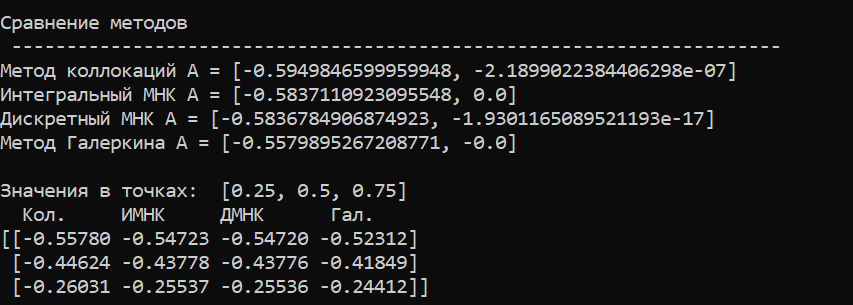 Сравнение методов
----------------------------------------------------------------------
Метод коллокаций A = [-0.5949846599959948, -2.1899022384406298e-07]
Интегральный МНК A = [-0.5837110923095548, 0.0]
Дискретный МНК A = [-0.5836784906874923, -1.9301165089521193e-17]
Метод Галеркина A = [-0.5579895267208771, -0.0]
Значения в точках:  [0.25, 0.5, 0.75]
Кол.     ИМНК     ДМНК     Гал.
[[-0.55780 -0.54723 -0.54720 -0.52312]
[-0.44624 -0.43778 -0.43776 -0.41849]
[-0.26031 -0.25537 -0.25536 -0.24412]]